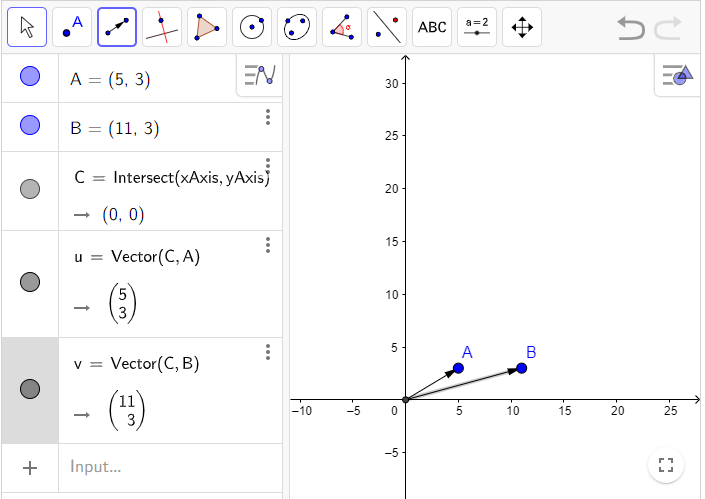 A
α
ABC
a=2
A = (5, 3)
B = (11, 3)
C = Intersect(xAxis, yAxis)
→ (0, 0)
u = Vector(C, A)
→ (5
3)
v = Vector(C, B)
→ (11
3)
+ Input...
30
25
20
15
10
5
A
B
−10
−5
0
5
10
15
20
25
−5